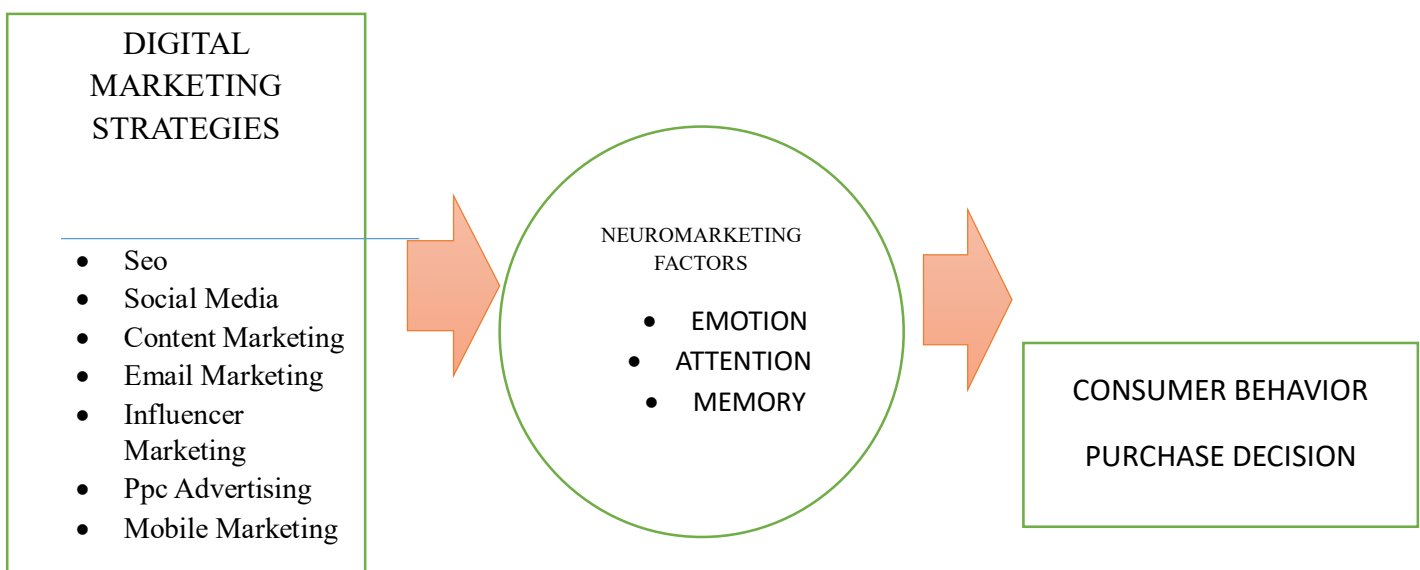 DIGITAL
MARKETING
STRATEGIES
• Seo
• Social Media
• Content Marketing
• Email Marketing
• Influencer
Marketing
• Ppc Advertising
• Mobile Marketing
NEUROMARKETING
FACTORS
• EMOTION
• ATTENTION
• MEMORY
CONSUMER BEHAVIOR
PURCHASE DECISION